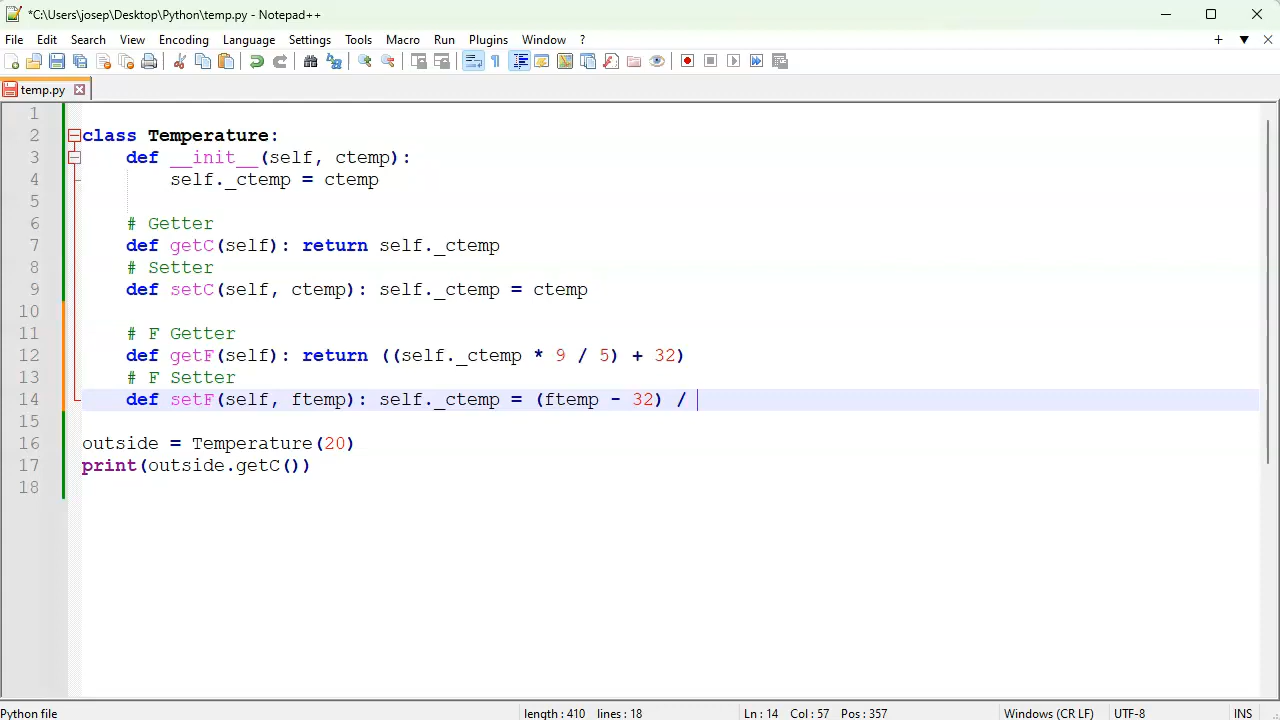 *C:\Users\josep\Desktop\Python\temp.py - Notepad++
File Edit Search View Encoding Language Settings Tools Macro Run Plugins Window ?
temp.py
1
2 class Temperature:
3 def __init__(self, ctemp):
4 self._ctemp = ctemp
5
6 # Getter
7 def getC(self): return self._ctemp
8 # Setter
9 def setC(self, ctemp): self._ctemp = ctemp
10
11 # F Getter
12 def getF(self): return ((self._ctemp * 9 / 5) + 32)
13 # F Setter
14 def setF(self, ftemp): self._ctemp = (ftemp - 32) /
15
16 outside = Temperature(20)
17 print(outside.getC())
18
Python file length : 410 lines : 18 Ln : 14 Col : 57 Pos : 357 Windows (CR LF) UTF-8 INS